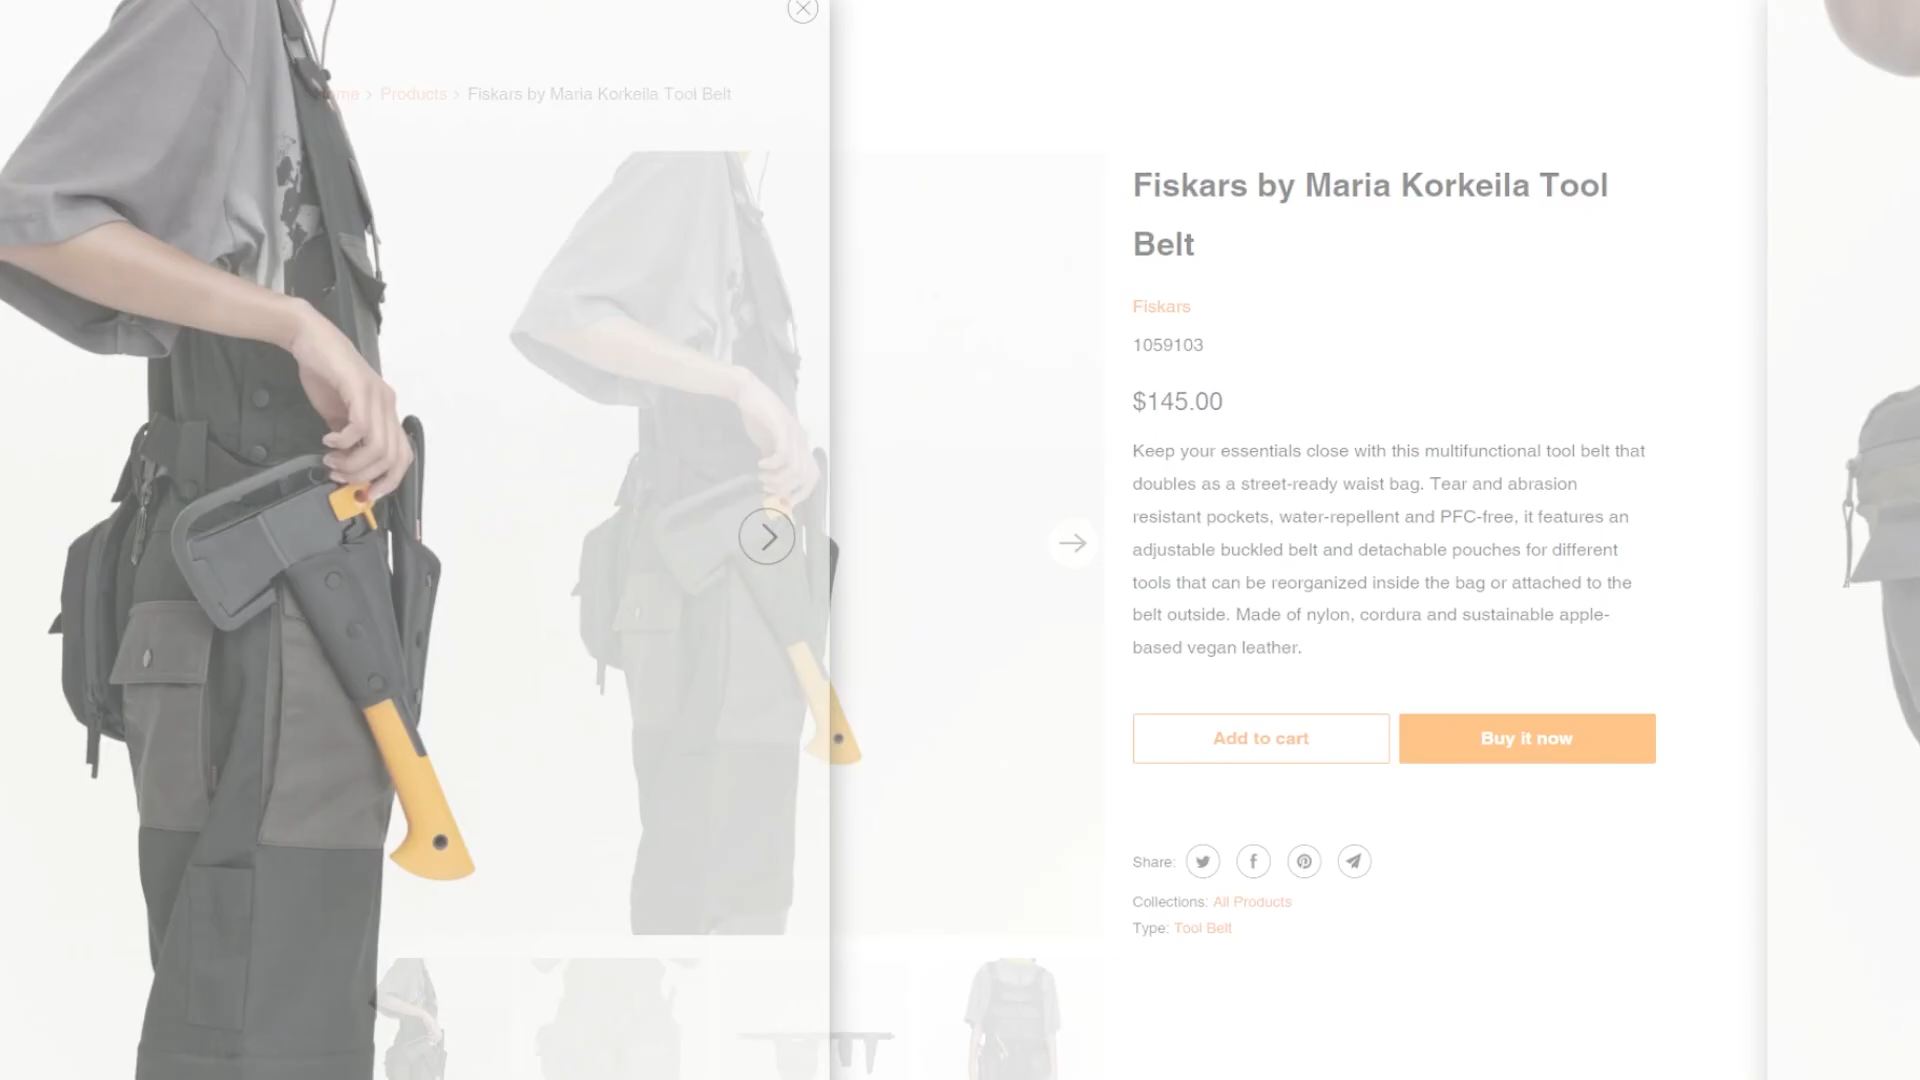 Home > Products > Fiskars by Maria Korkeila Tool Belt
Fiskars by Maria Korkeila Tool
Belt
Fiskars
1059103
$145.00
Keep your essentials close with this multifunctional tool belt that
doubles as a street-ready waist bag. Tear and abrasion
resistant pockets, water-repellent and PFC-free, it features an
adjustable buckled belt and detachable pouches for different
tools that can be reorganized inside the bag or attached to the
belt outside. Made of nylon, cordura and sustainable apple-
based vegan leather.
Add to cart
Buy it now
Share:
Collections: All Products
Type: Tool Belt